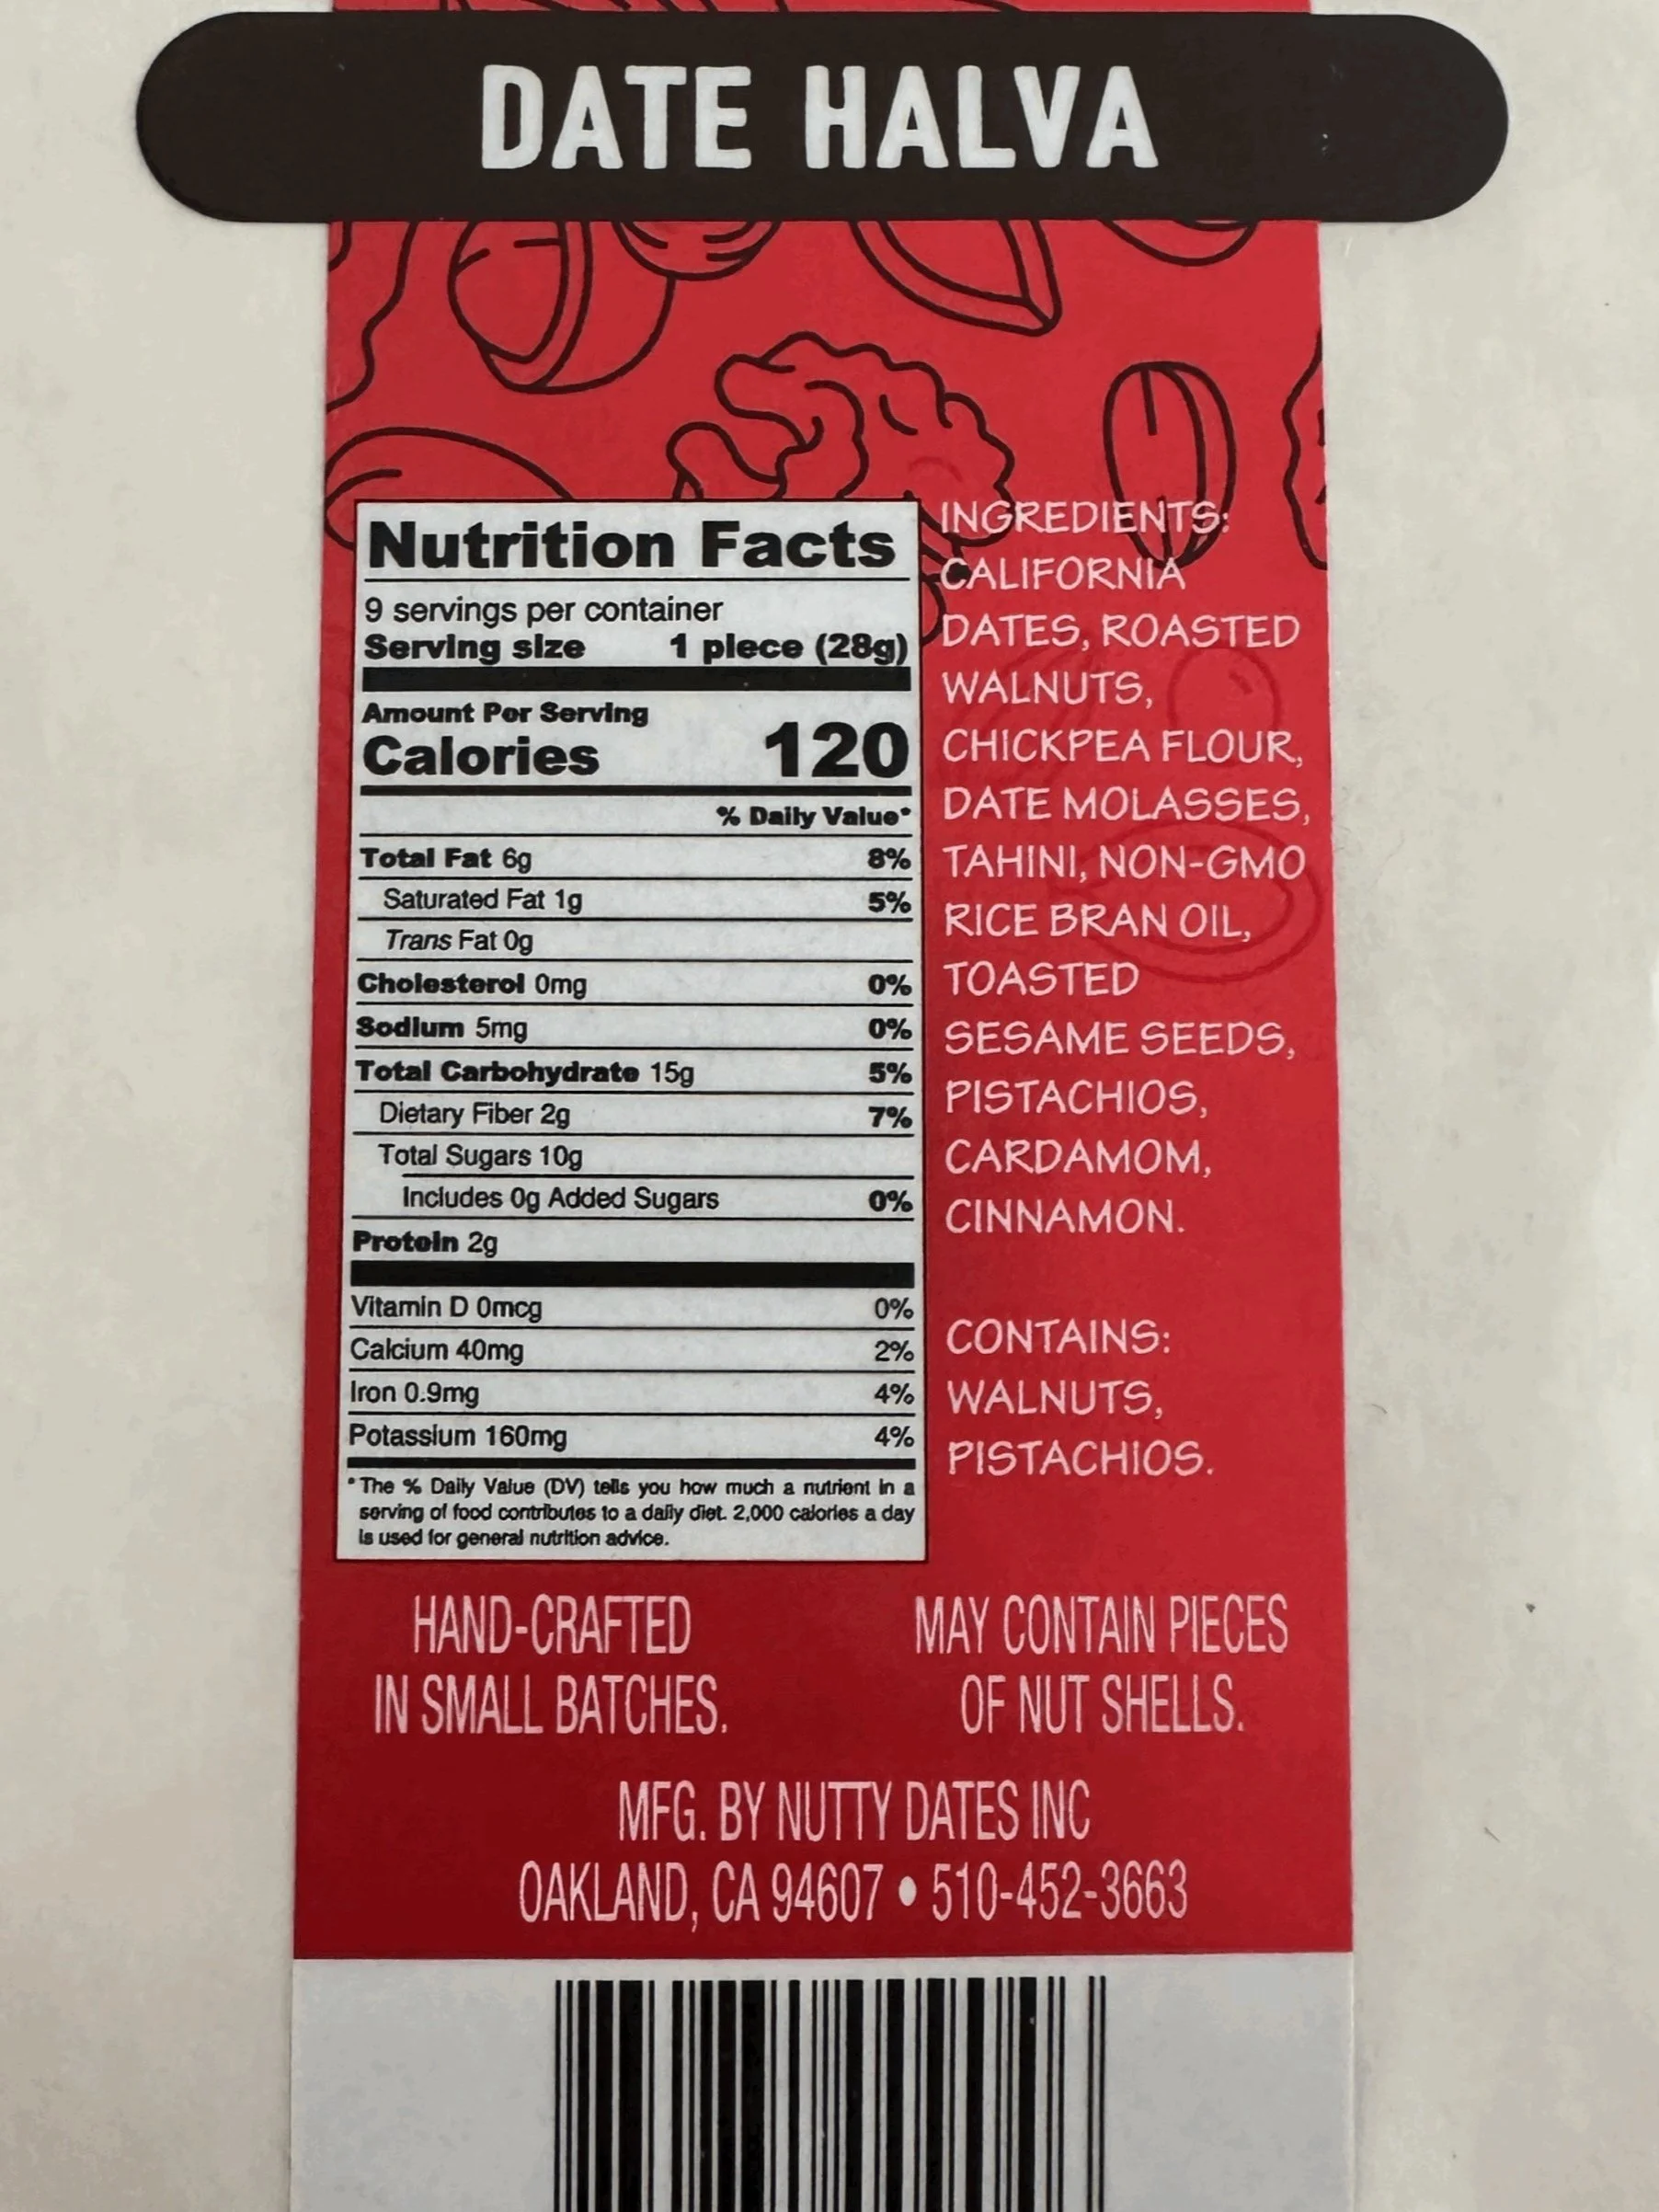 DATE HALVA
Nutrition Facts
9 servings per container
Serving size 1 piece (28g)
Amount Per Serving
Calories 120
% Daily Value*
Total Fat 6g 8%
Saturated Fat 1g 5%
Trans Fat 0g
Cholesterol 0mg 0%
Sodium 5mg 0%
Total Carbohydrate 15g 5%
Dietary Fiber 2g 7%
Total Sugars 10g
Includes 0g Added Sugars 0%
Protein 2g
Vitamin D 0mcg 0%
Calcium 40mg 2%
Iron 0.9mg 4%
Potassium 160mg 4%
*The % Daily Value (DV) tells you how much a nutrient in a
serving of food contributes to a daily diet. 2,000 calories a day
is used for general nutrition advice.
INGREDIENTS:
CALIFORNIA
DATES, ROASTED
WALNUTS,
CHICKPEA FLOUR,
DATE MOLASSES,
TAHINI, NON-GMO
RICE BRAN OIL,
TOASTED
SESAME SEEDS,
PISTACHIOS,
CARDAMOM,
CINNAMON.
CONTAINS:
WALNUTS,
PISTACHIOS.
HAND-CRAFTED
IN SMALL BATCHES.
MAY CONTAIN PIECES
OF NUT SHELLS.
MFG. BY NUTTY DATES INC
OAKLAND, CA 94607 • 510-452-3663